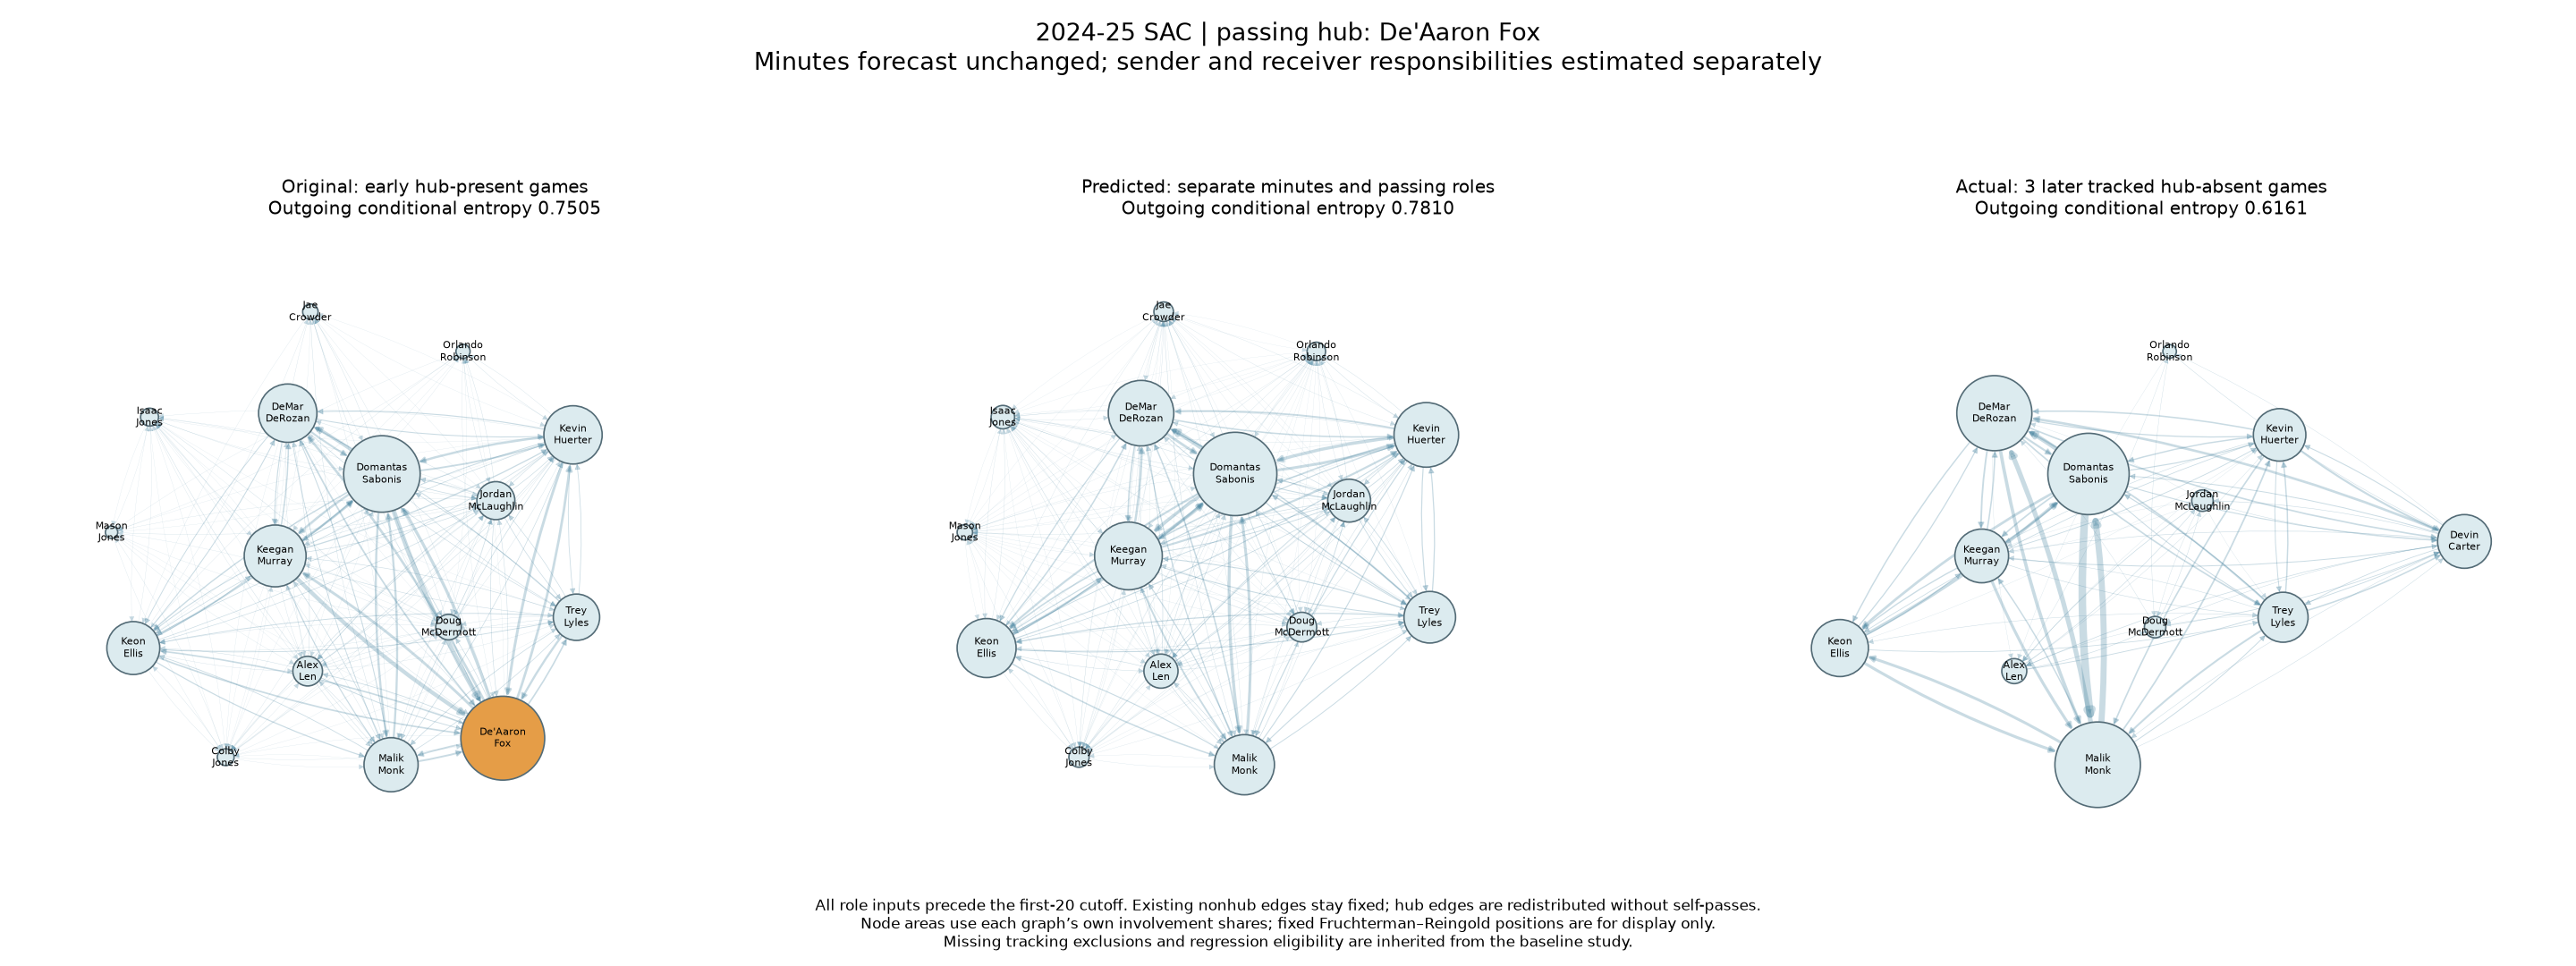 2024-25 SAC | passing hub: De'Aaron Fox
Minutes forecast unchanged; sender and receiver responsibilities estimated separately
Original: early hub-present games
Outgoing conditional entropy 0.7505
Jae
Crowder
Orlando
Robinson
Isaac
Jones
DeMar
DeRozan
Kevin
Huerter
Domantas
Sabonis
Jordan
McLaughlin
Mason
Jones
Keegan
Murray
Trey
Lyles
Doug
McDermott
Keon
Ellis
Alex
Len
De'Aaron
Fox
Colby
Jones
Malik
Monk
Predicted: separate minutes and passing roles
Outgoing conditional entropy 0.7810
Jae
Crowder
Orlando
Robinson
Isaac
Jones
DeMar
DeRozan
Kevin
Huerter
Domantas
Sabonis
Jordan
McLaughlin
Mason
Jones
Keegan
Murray
Trey
Lyles
Doug
McDermott
Keon
Ellis
Alex
Len
Colby
Jones
Malik
Monk
Actual: 3 later tracked hub-absent games
Outgoing conditional entropy 0.6161
Orlando
Robinson
DeMar
DeRozan
Kevin
Huerter
Domantas
Sabonis
Jordan
McLaughlin
Devin
Carter
Keegan
Murray
Trey
Lyles
Doug
McDermott
Keon
Ellis
Alex
Len
Malik
Monk
All role inputs precede the first-20 cutoff. Existing nonhub edges stay fixed; hub edges are redistributed without self-passes.
Node areas use each graph’s own involvement shares; fixed Fruchterman–Reingold positions are for display only.
Missing tracking exclusions and regression eligibility are inherited from the baseline study.